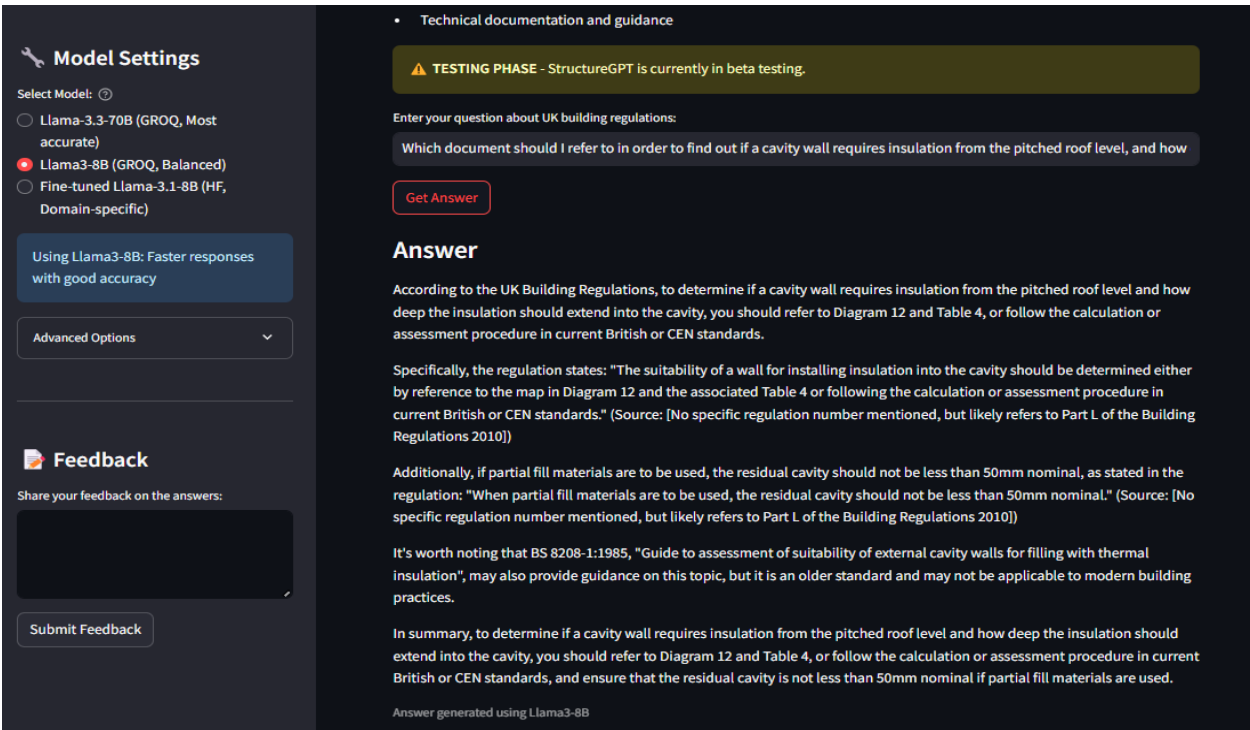 Model Settings
Select Model:
Llama-3.3-70B (GROQ, Most
accurate)
Llama3-8B (GROQ, Balanced)
Fine-tuned Llama-3.1-8B (HF,
Domain-specific)
Using Llama3-8B: Faster responses
with good accuracy
Advanced Options
Feedback
Share your feedback on the answers:
Submit Feedback
• Technical documentation and guidance
TESTING PHASE - StructureGPT is currently in beta testing.
Enter your question about UK building regulations:
Which document should I refer to in order to find out if a cavity wall requires insulation from the pitched roof level, and how
Get Answer
Answer
According to the UK Building Regulations, to determine if a cavity wall requires insulation from the pitched roof level and how
deep the insulation should extend into the cavity, you should refer to Diagram 12 and Table 4, or follow the calculation or
assessment procedure in current British or CEN standards.
Specifically, the regulation states: "The suitability of a wall for installing insulation into the cavity should be determined either
by reference to the map in Diagram 12 and the associated Table 4 or following the calculation or assessment procedure in
current British or CEN standards." (Source: [No specific regulation number mentioned, but likely refers to Part L of the Building
Regulations 2010])
Additionally, if partial fill materials are to be used, the residual cavity should not be less than 50mm nominal, as stated in the
regulation: "When partial fill materials are to be used, the residual cavity should not be less than 50mm nominal." (Source: [No
specific regulation number mentioned, but likely refers to Part L of the Building Regulations 2010])
It's worth noting that BS 8208-1:1985, "Guide to assessment of suitability of external cavity walls for filling with thermal
insulation", may also provide guidance on this topic, but it is an older standard and may not be applicable to modern building
practices.
In summary, to determine if a cavity wall requires insulation from the pitched roof level and how deep the insulation should
extend into the cavity, you should refer to Diagram 12 and Table 4, or follow the calculation or assessment procedure in current
British or CEN standards, and ensure that the residual cavity is not less than 50mm nominal if partial fill materials are used.
Answer generated using Llama3-8B